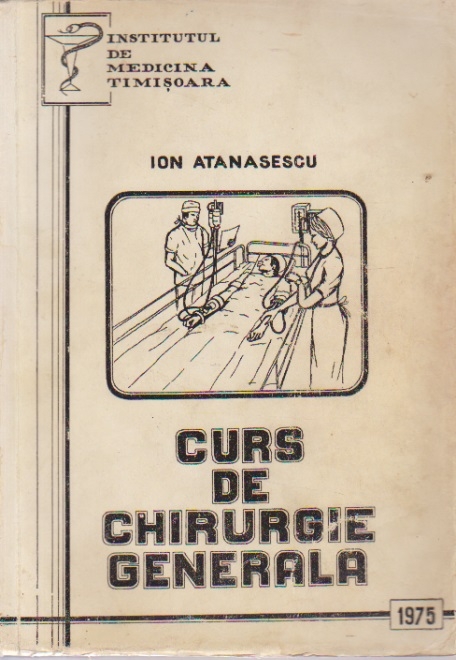 INSTITUTUL
DE
MEDICINA
TIMIȘOARA
ION ATANASESCU
CURS
DE
CHIRURGIE
GENERALA
1975